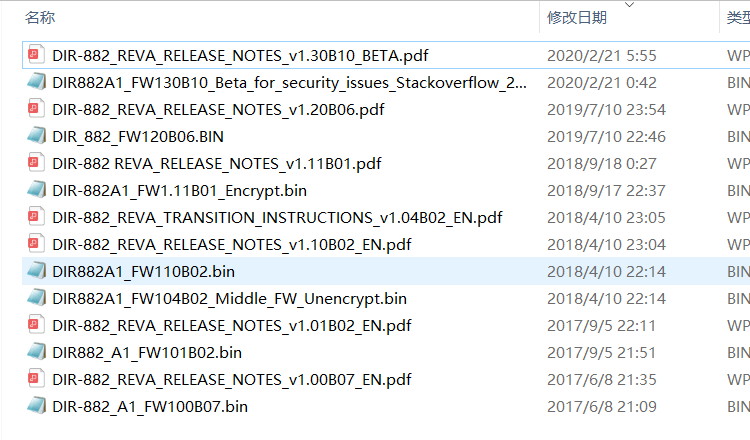 名称 修改日期 类型
DIR-882_REVA_RELEASE_NOTES_v1.30B10_BETA.pdf 2020/2/21 5:55 WP
DIR882A1_FW130B10_Beta_for_security_issues_Stackoverflow_2... 2020/2/21 0:42 BIN
DIR-882_REVA_RELEASE_NOTES_v1.20B06.pdf 2019/7/10 23:54 WP
DIR_882_FW120B06.BIN 2019/7/10 22:46 BIN
DIR-882 REVA_RELEASE_NOTES_v1.11B01.pdf 2018/9/18 0:27 WP
DIR-882A1_FW1.11B01_Encrypt.bin 2018/9/17 22:37 BIN
DIR-882_REVA_TRANSITION_INSTRUCTIONS_v1.04B02_EN.pdf 2018/4/10 23:05 WP
DIR-882_REVA_RELEASE_NOTES_v1.10B02_EN.pdf 2018/4/10 23:04 WP
DIR882A1_FW110B02.bin 2018/4/10 22:14 BIN
DIR882A1_FW104B02_Middle_FW_Unencrypt.bin 2018/4/10 22:14 BIN
DIR-882_REVA_RELEASE_NOTES_v1.01B02_EN.pdf 2017/9/5 22:11 WP
DIR882_A1_FW101B02.bin 2017/9/5 21:51 BIN
DIR-882_REVA_RELEASE_NOTES_v1.00B07_EN.pdf 2017/6/8 21:35 WP
DIR-882_A1_FW100B07.bin 2017/6/8 21:09 BIN